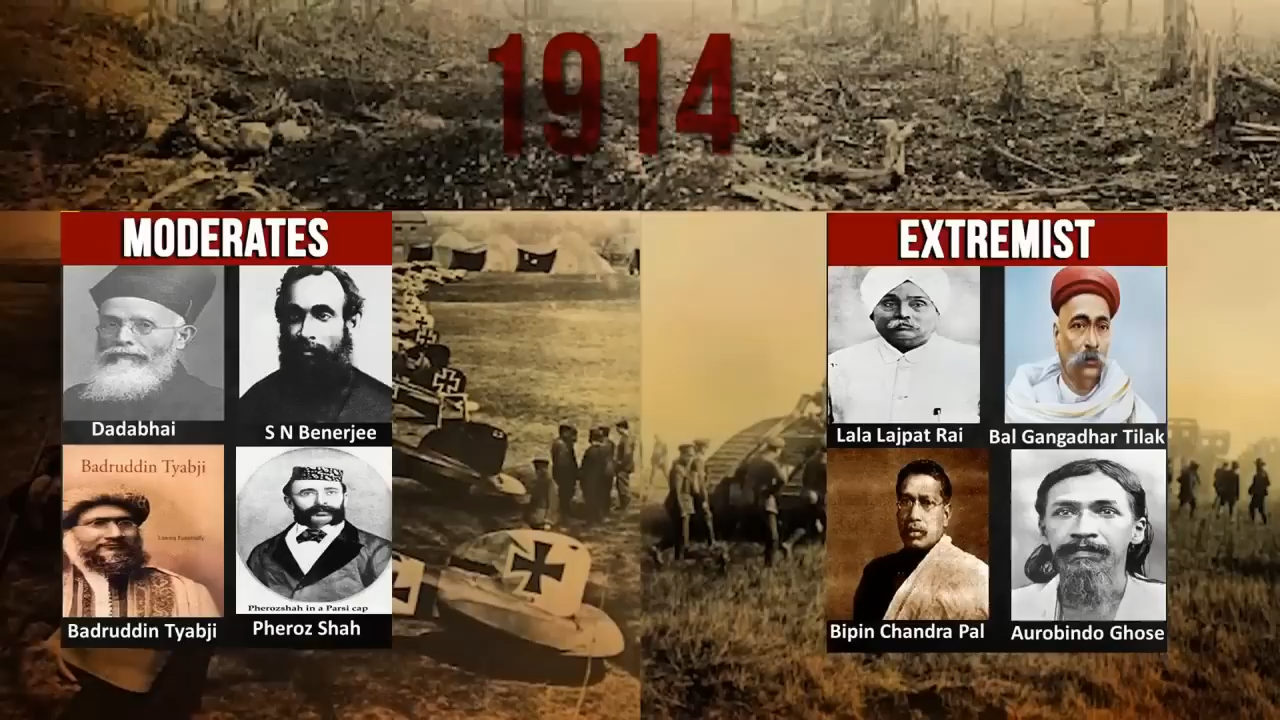 1914
MODERATES
Dadabhai
S N Benerjee
Badruddin Tyabji
Badruddin Tyabji
Pherozshah in a Parsi cap
Pheroz Shah
EXTREMIST
Lala Lajpat Rai
Bal Gangadhar Tilak
Bipin Chandra Pal
Aurobindo Ghose